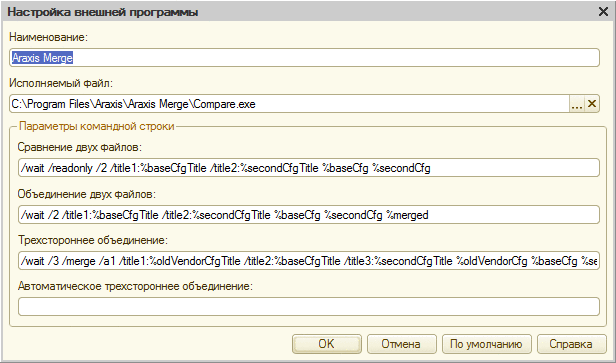 Настройка внешней программы
Наименование:
Araxis Merge
Исполняемый файл:
C:\Program Files\Araxis\Araxis Merge\Compare.exe
...
Параметры командной строки
Сравнение двух файлов:
/wait /readonly /2 /title1:%baseCfgTitle /title2:%secondCfgTitle %baseCfg %secondCfg
Объединение двух файлов:
/wait /2 /title1:%baseCfgTitle /title2:%secondCfgTitle %baseCfg %secondCfg %merged
Трехстороннее объединение:
/wait /3 /merge /a1 /title1:%oldVendorCfgTitle /title2:%baseCfgTitle /title3:%secondCfgTitle %oldVendorCfg %baseCfg %se
Автоматическое трехстороннее объединение:
OK Отмена По умолчанию Справка